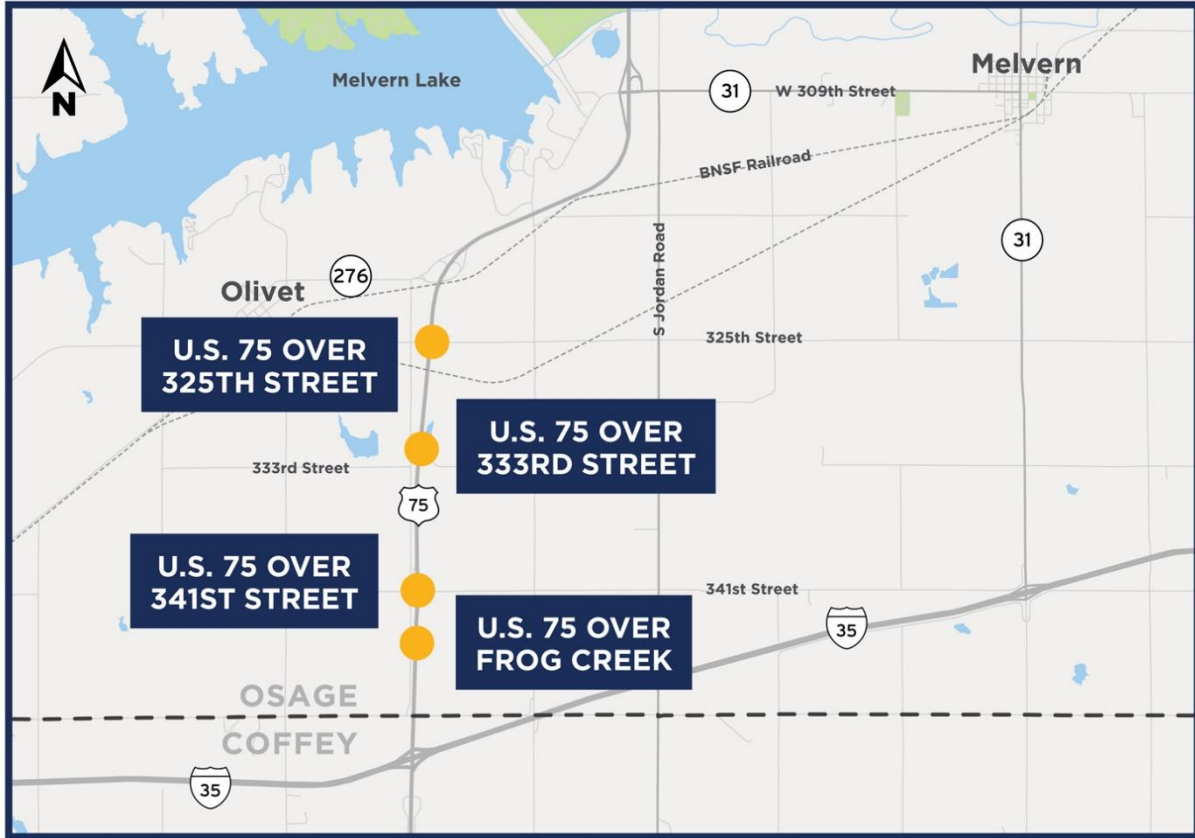 Melvern Lake
Melvern
31
W 309th Street
BNSF Railroad
N
31
S Jordan Road
276
Olivet
U.S. 75 OVER
325TH STREET
325th Street
U.S. 75 OVER
333RD STREET
333rd Street
75
U.S. 75 OVER
341ST STREET
341st Street
U.S. 75 OVER
FROG CREEK
35
OSAGE
COFFEY
35